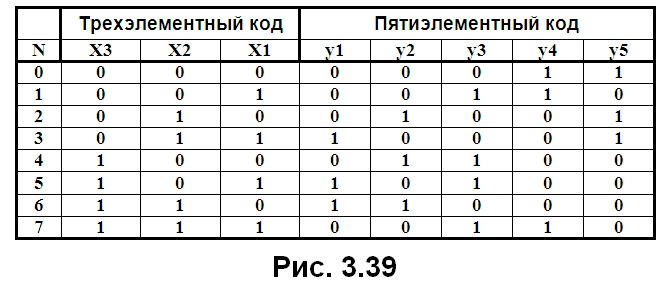 Трехэлементный код Пятиэлементный код
N X3 X2 X1 y1 y2 y3 y4 y5
0 0 0 0 0 0 0 1 1
1 0 0 1 0 0 1 1 0
2 0 1 0 0 1 0 0 1
3 0 1 1 1 0 0 0 1
4 1 0 0 0 1 1 0 0
5 1 0 1 1 0 1 0 0
6 1 1 0 1 1 0 0 0
7 1 1 1 0 0 1 1 0
Рис. 3.39